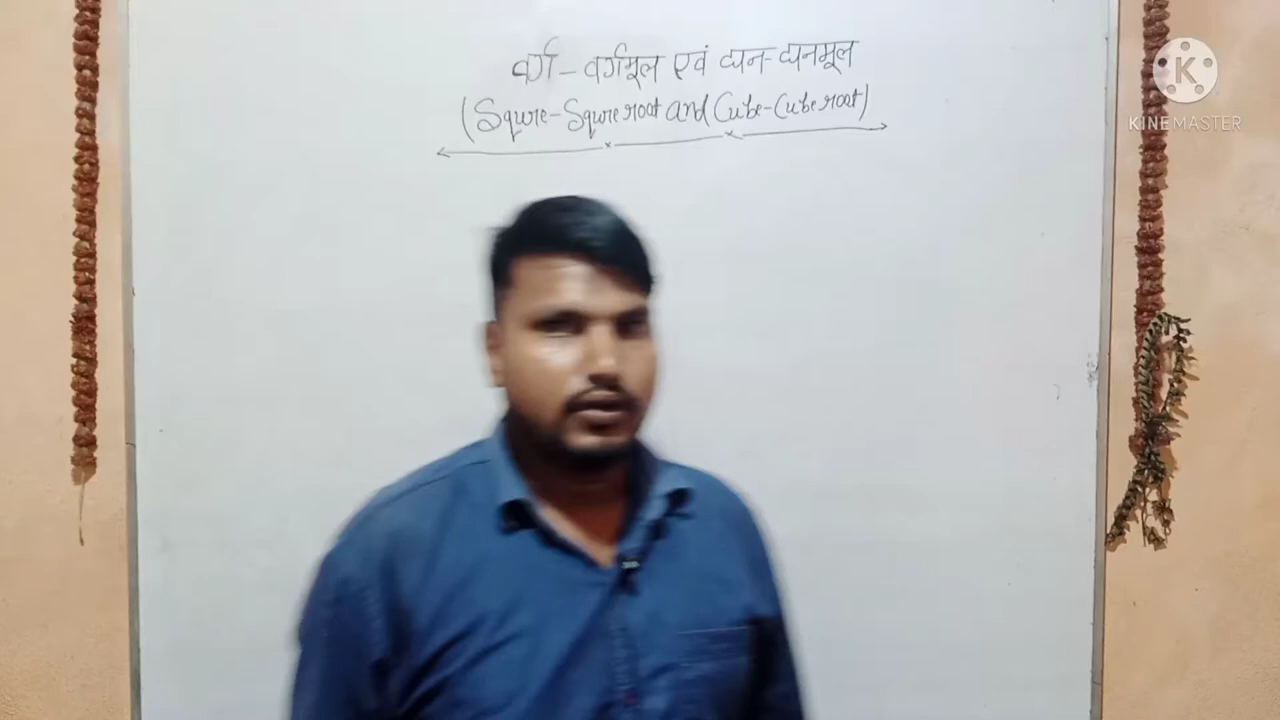 वर्ग – वर्गमूल एवं घन-घनमूल
(Squre-Squre root and Cube-Cube root)
K
KINEMASTER